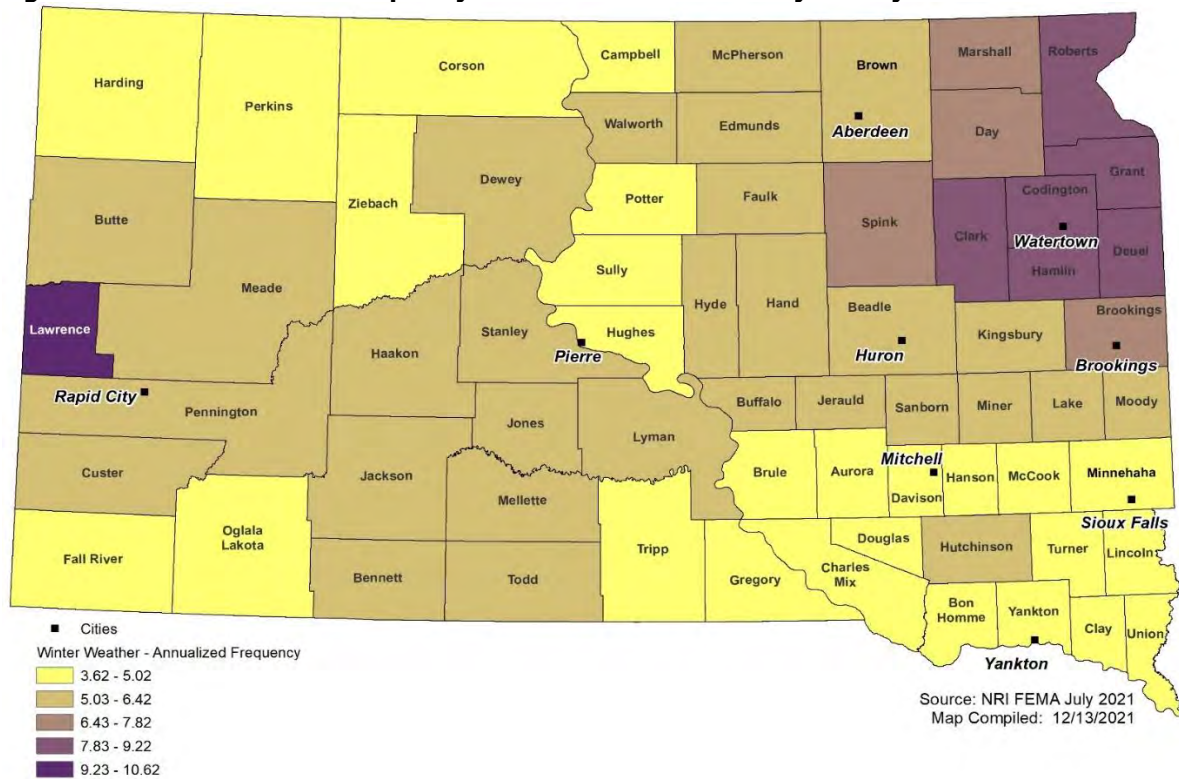 Harding
Perkins
Corson
Campbell
McPherson
Brown
Marshall
Roberts
Aberdeen
Walworth
Edmunds
Day
Butte
Ziebach
Dewey
Potter
Faulk
Spink
Clark
Codington
Grant
Watertown
Hamlin
Deuel
Meade
Sully
Hyde
Hand
Lawrence
Haakon
Stanley
Hughes
Pierre
Beadle
Huron
Kingsbury
Brookings
Brookings
Rapid City
Pennington
Jones
Lyman
Buffalo
Jerauld
Sanborn
Miner
Lake
Moody
Custer
Jackson
Mellette
Brule
Aurora
Mitchell
Davison
Hanson
McCook
Minnehaha
Sioux Falls
Fall River
Oglala
Lakota
Bennett
Todd
Tripp
Gregory
Douglas
Charles
Mix
Hutchinson
Turner
Lincoln
Bon
Homme
Yankton
Clay
Union
Yankton
Cities
Winter Weather - Annualized Frequency
3.62 - 5.02
5.03 - 6.42
6.43 - 7.82
7.83 - 9.22
9.23 - 10.62
Source: NRI FEMA July 2021
Map Compiled: 12/13/2021